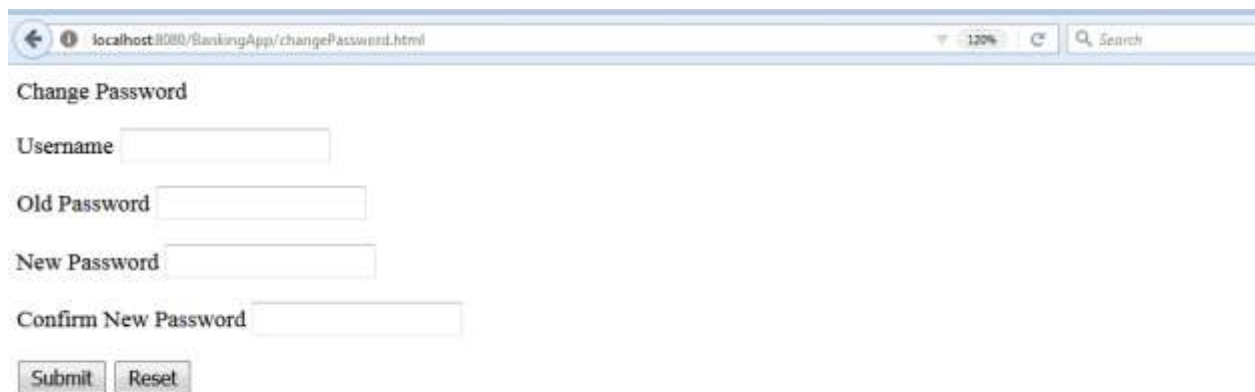 localhost:8080/BankingApp/changePassword.html 120% Search
Change Password
Username
Old Password
New Password
Confirm New Password
Submit Reset